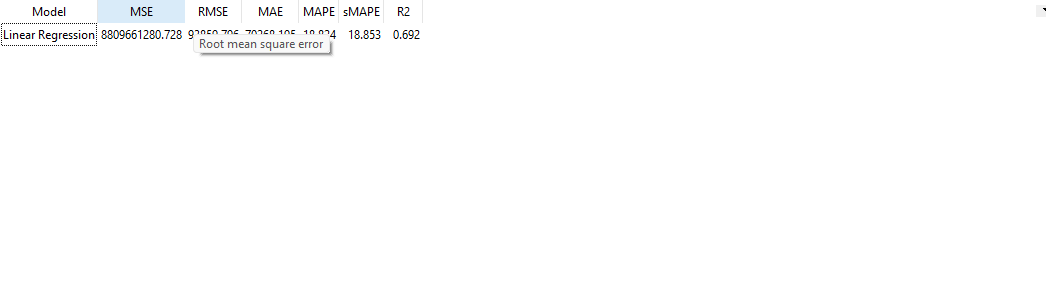 Model MSE RMSE MAE MAPE sMAPE R2
Linear Regression 8809661280.728 18.853 0.692
Root mean square error